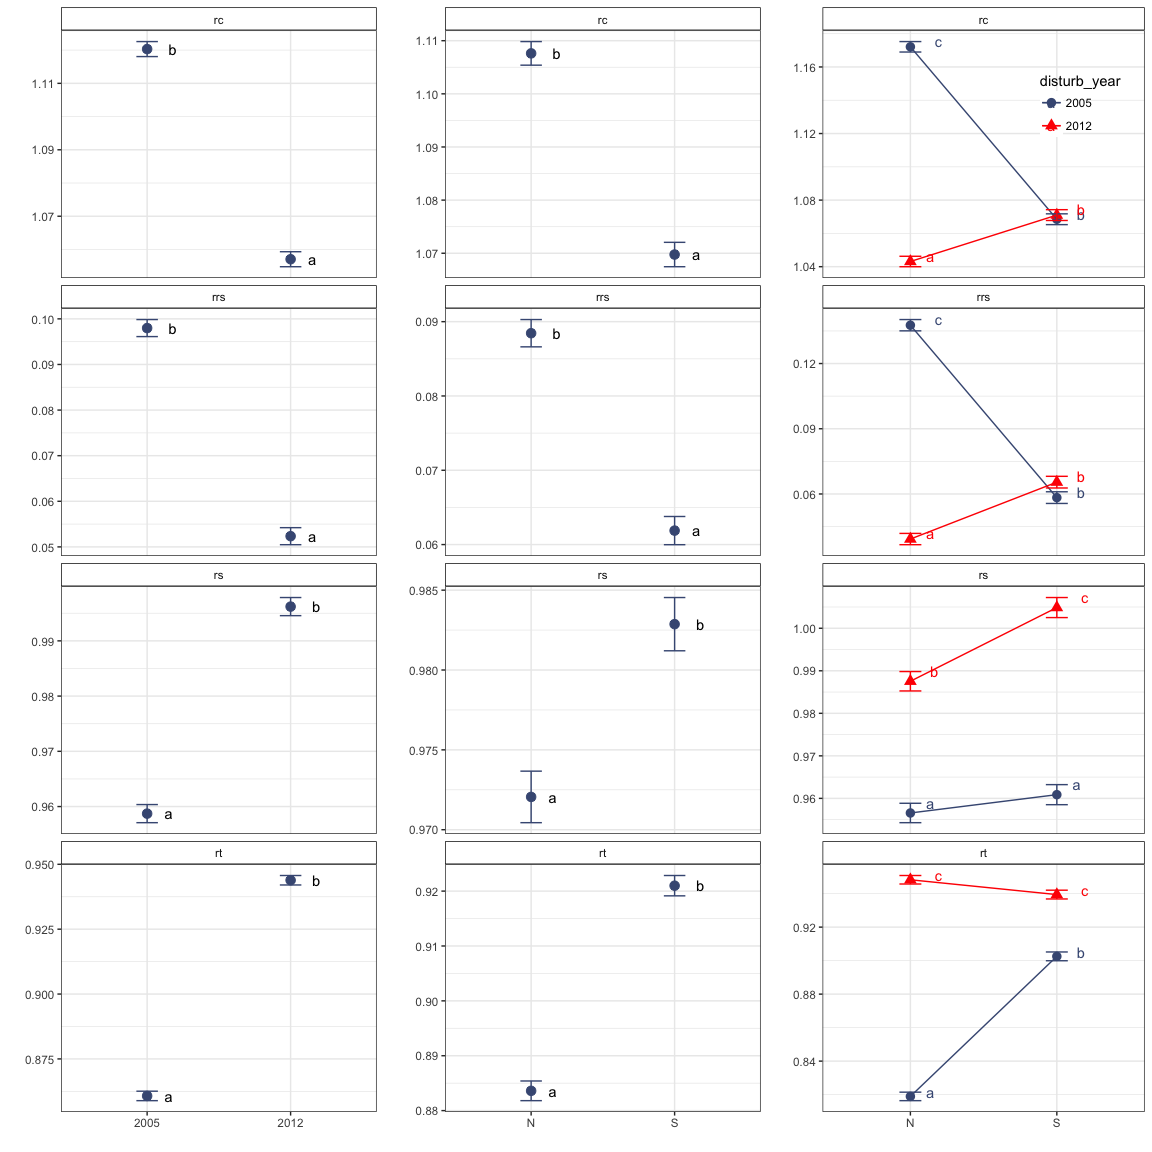 rc
rc
rc
b
b
c
1.11
1.11
1.16
disturb_year
2005
2012
1.10
1.09
1.09
1.12
1.08
1.08
1.07
1.07
b
b
a
a
a
1.04
rrs
rrs
rrs
0.10
b
0.09
b
c
0.09
0.12
0.08
0.08
0.09
0.07
0.07
b
0.06
0.06
b
a
a
a
0.05
0.06
rs
rs
rs
0.985
c
b
b
1.00
0.99
0.980
b
0.99
0.98
0.98
0.97
0.975
0.97
a
a
0.96
a
a
0.970
0.96
rt
rt
rt
0.950
b
0.92
b
c
c
0.925
0.91
0.92
b
0.900
0.90
0.88
0.875
0.89
0.84
a
a
a
0.88
2005
2012
N
S
N
S